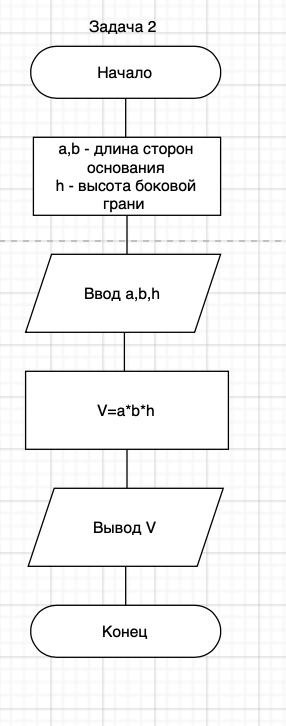 Задача 2
Начало
a,b - длина сторон
основания
h - высота боковой
грани
Ввод a,b,h
V=a*b*h
Вывод V
Конец